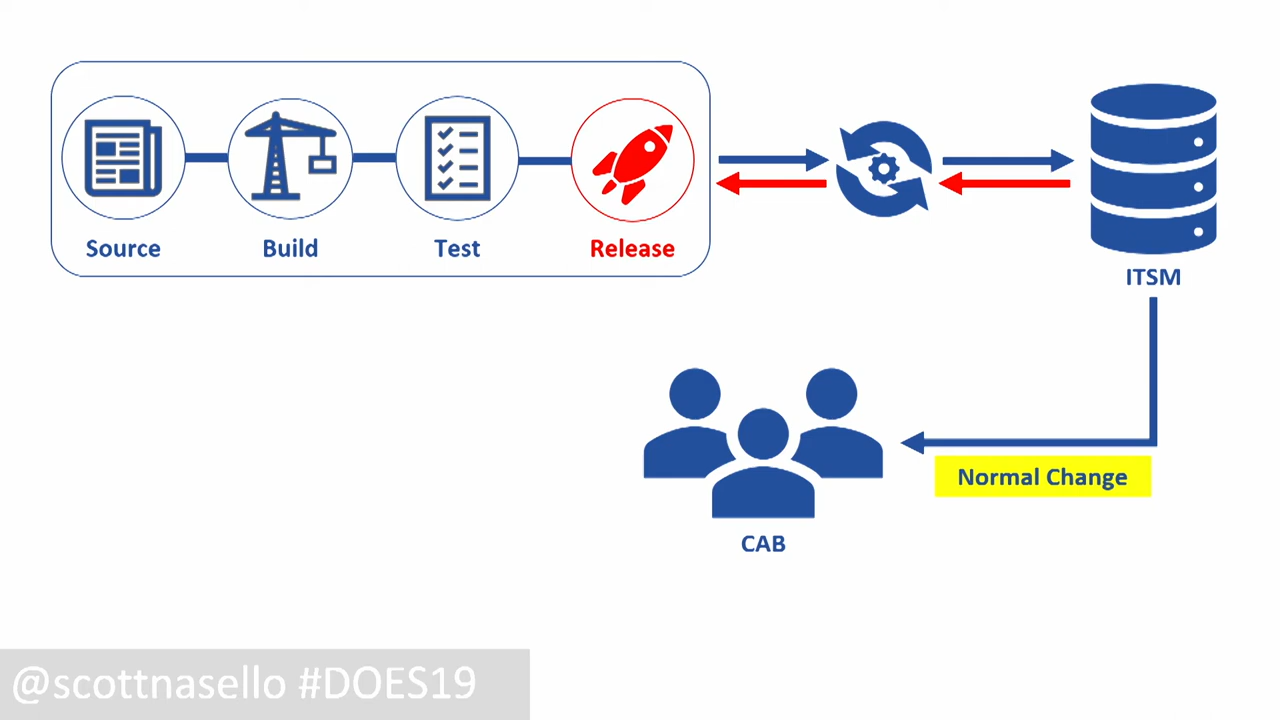 Source
Build
Test
Release
ITSM
Normal Change
CAB
@scottnasello #DOES19